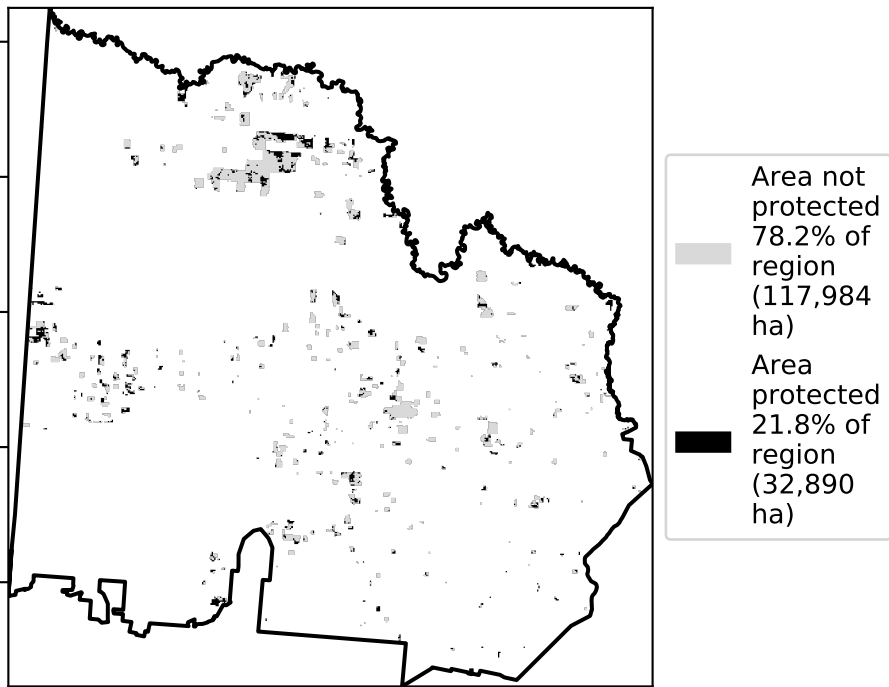 Area not
protected
78.2% of
region
(117,984
ha)
Area
protected
21.8% of
region
(32,890
ha)